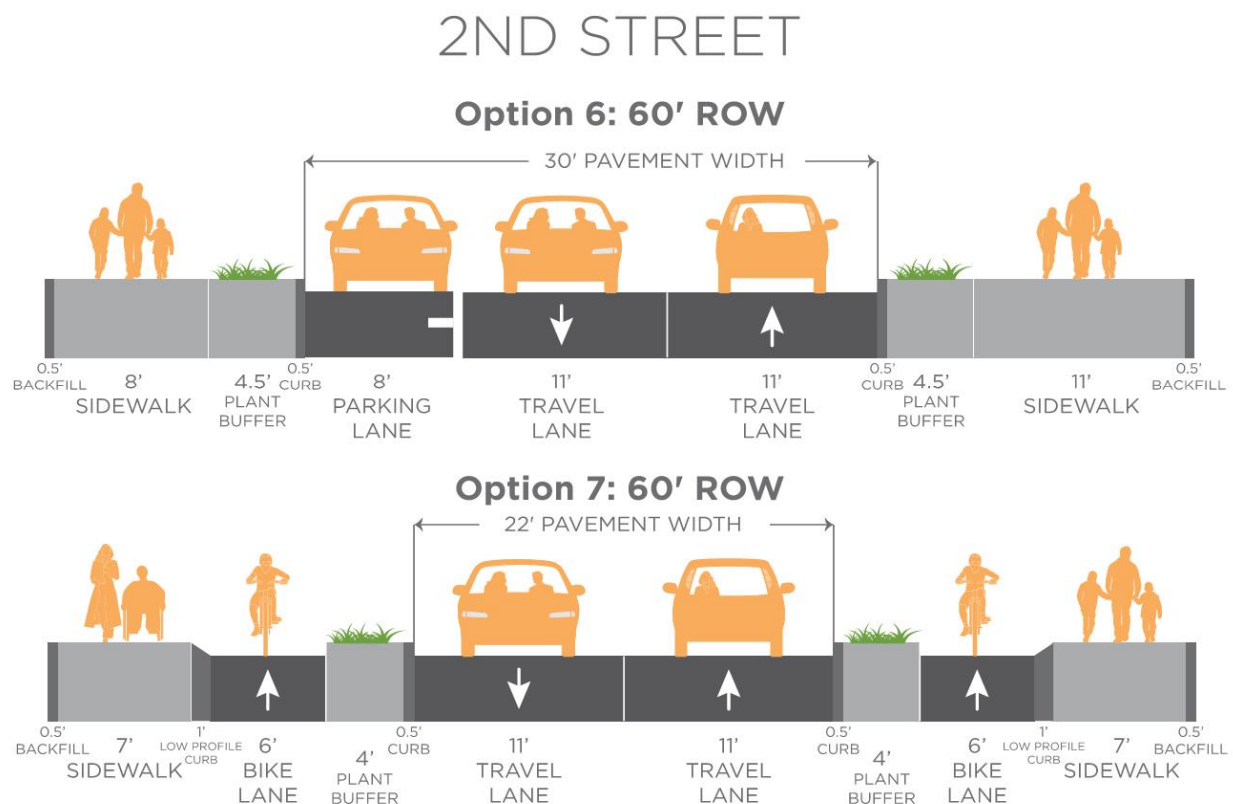 2ND STREET
Option 6: 60' ROW
30' PAVEMENT WIDTH
0.5'
BACKFILL
8'
SIDEWALK
4.5'
PLANT
BUFFER
0.5'
CURB
8'
PARKING
LANE
11'
TRAVEL
LANE
11'
TRAVEL
LANE
0.5'
CURB
4.5'
PLANT
BUFFER
11'
SIDEWALK
0.5'
BACKFILL
Option 7: 60' ROW
22' PAVEMENT WIDTH
0.5'
BACKFILL
7'
SIDEWALK
1'
LOW PROFILE
CURB
6'
BIKE
LANE
4'
PLANT
BUFFER
0.5'
CURB
11'
TRAVEL
LANE
11'
TRAVEL
LANE
0.5'
CURB
4'
PLANT
BUFFER
6'
BIKE
LANE
1'
LOW PROFILE
CURB
7'
SIDEWALK
0.5'
BACKFILL